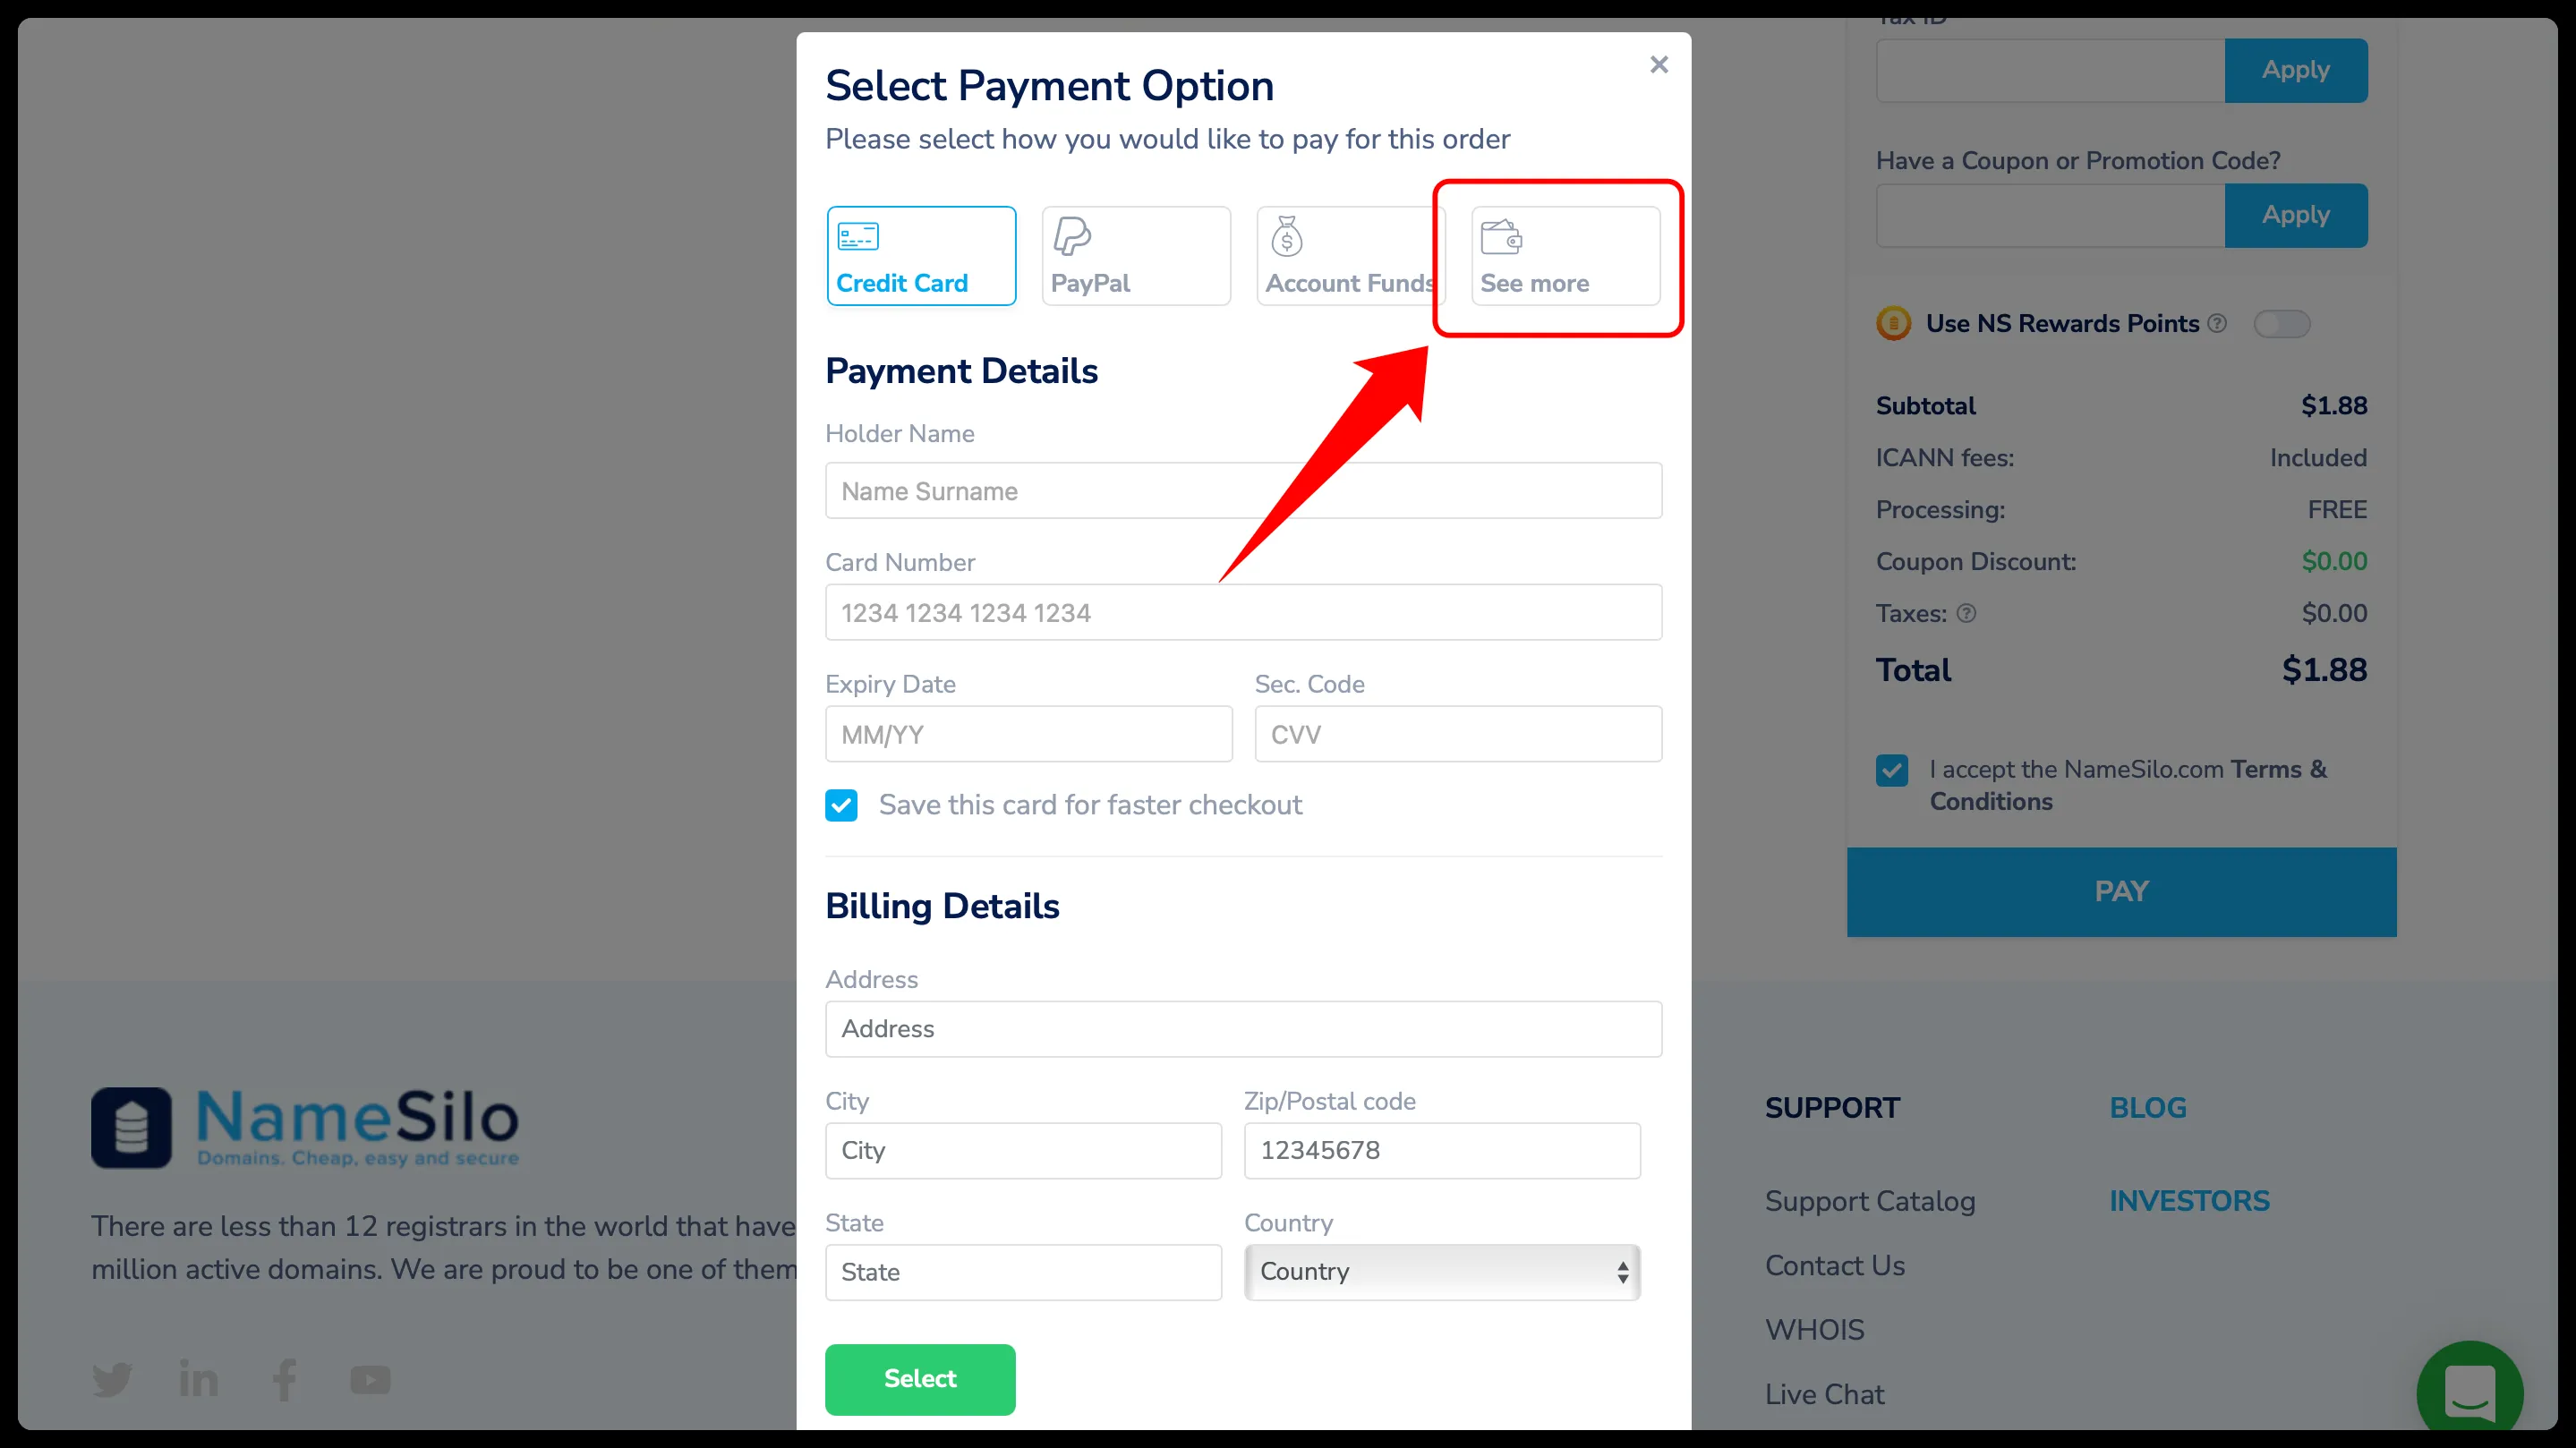 Select Payment Option
Please select how you would like to pay for this order
Credit Card
PayPal
Account Funds
See more
Payment Details
Holder Name
Name Surname
Card Number
1234 1234 1234 1234
Expiry Date
Sec. Code
MM/YY
CVV
Save this card for faster checkout
Billing Details
Address
Address
City
Zip/Postal code
City
12345678
State
Country
State
Country
Select
Tax ID
Apply
Have a Coupon or Promotion Code?
Apply
Use NS Rewards Points
Subtotal $1.88
ICANN fees: Included
Processing: FREE
Coupon Discount: $0.00
Taxes: $0.00
Total $1.88
I accept the NameSilo.com Terms &
Conditions
PAY
NameSilo
Domains. Cheap, easy and secure
There are less than 12 registrars in the world that have
million active domains. We are proud to be one of them
SUPPORT
Support Catalog
Contact Us
WHOIS
Live Chat
BLOG
INVESTORS